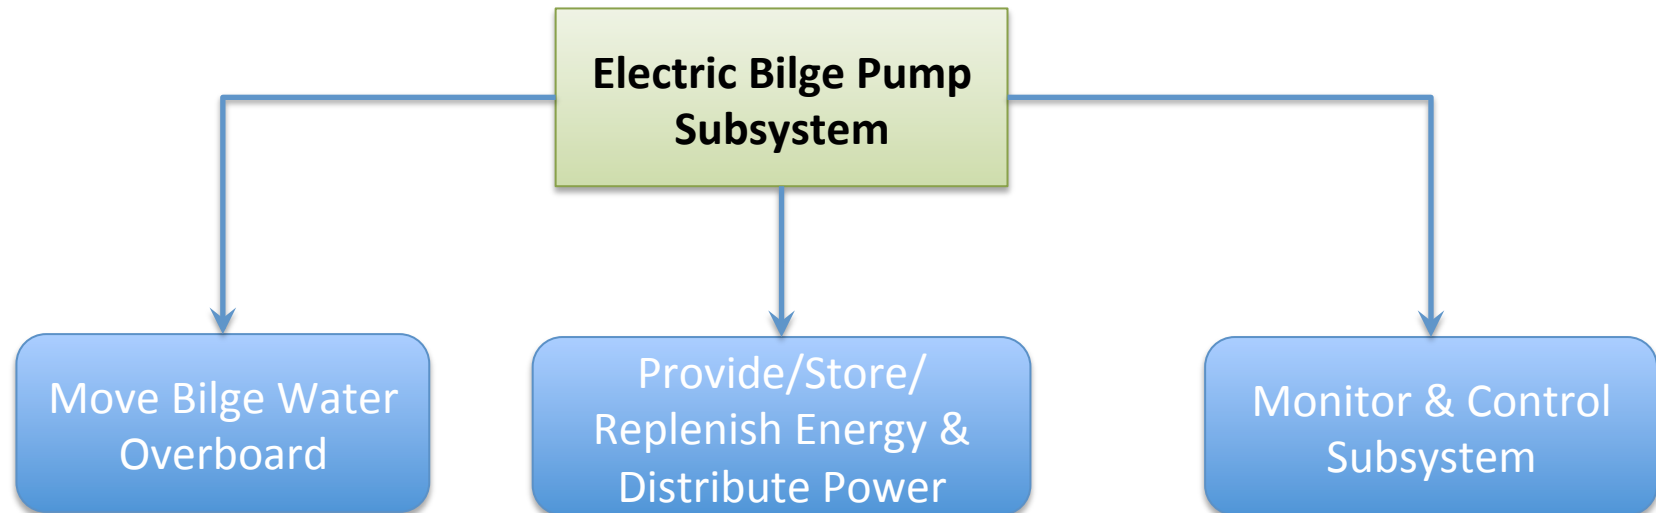 Electric Bilge Pump
Subsystem
Move Bilge Water
Overboard
Provide/Store/
Replenish Energy &
Distribute Power
Monitor & Control
Subsystem